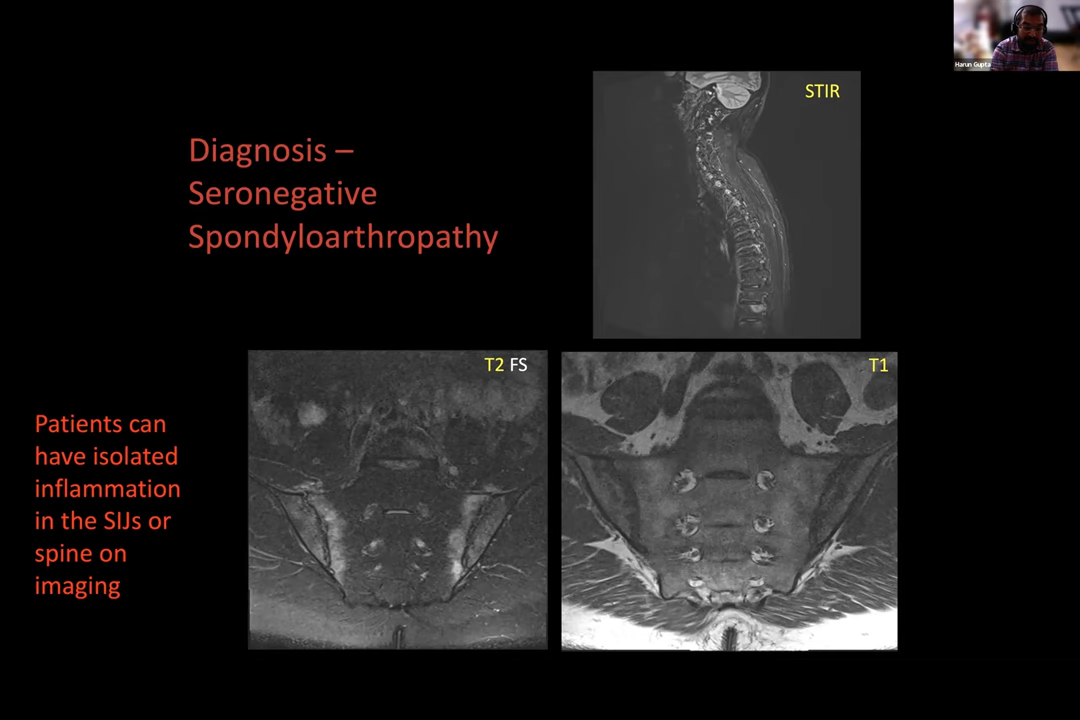 Harun Gupta
STIR
Diagnosis –
Seronegative
Spondyloarthropathy
T2 FS
T1
Patients can
have isolated
inflammation
in the SIJs or
spine on
imaging